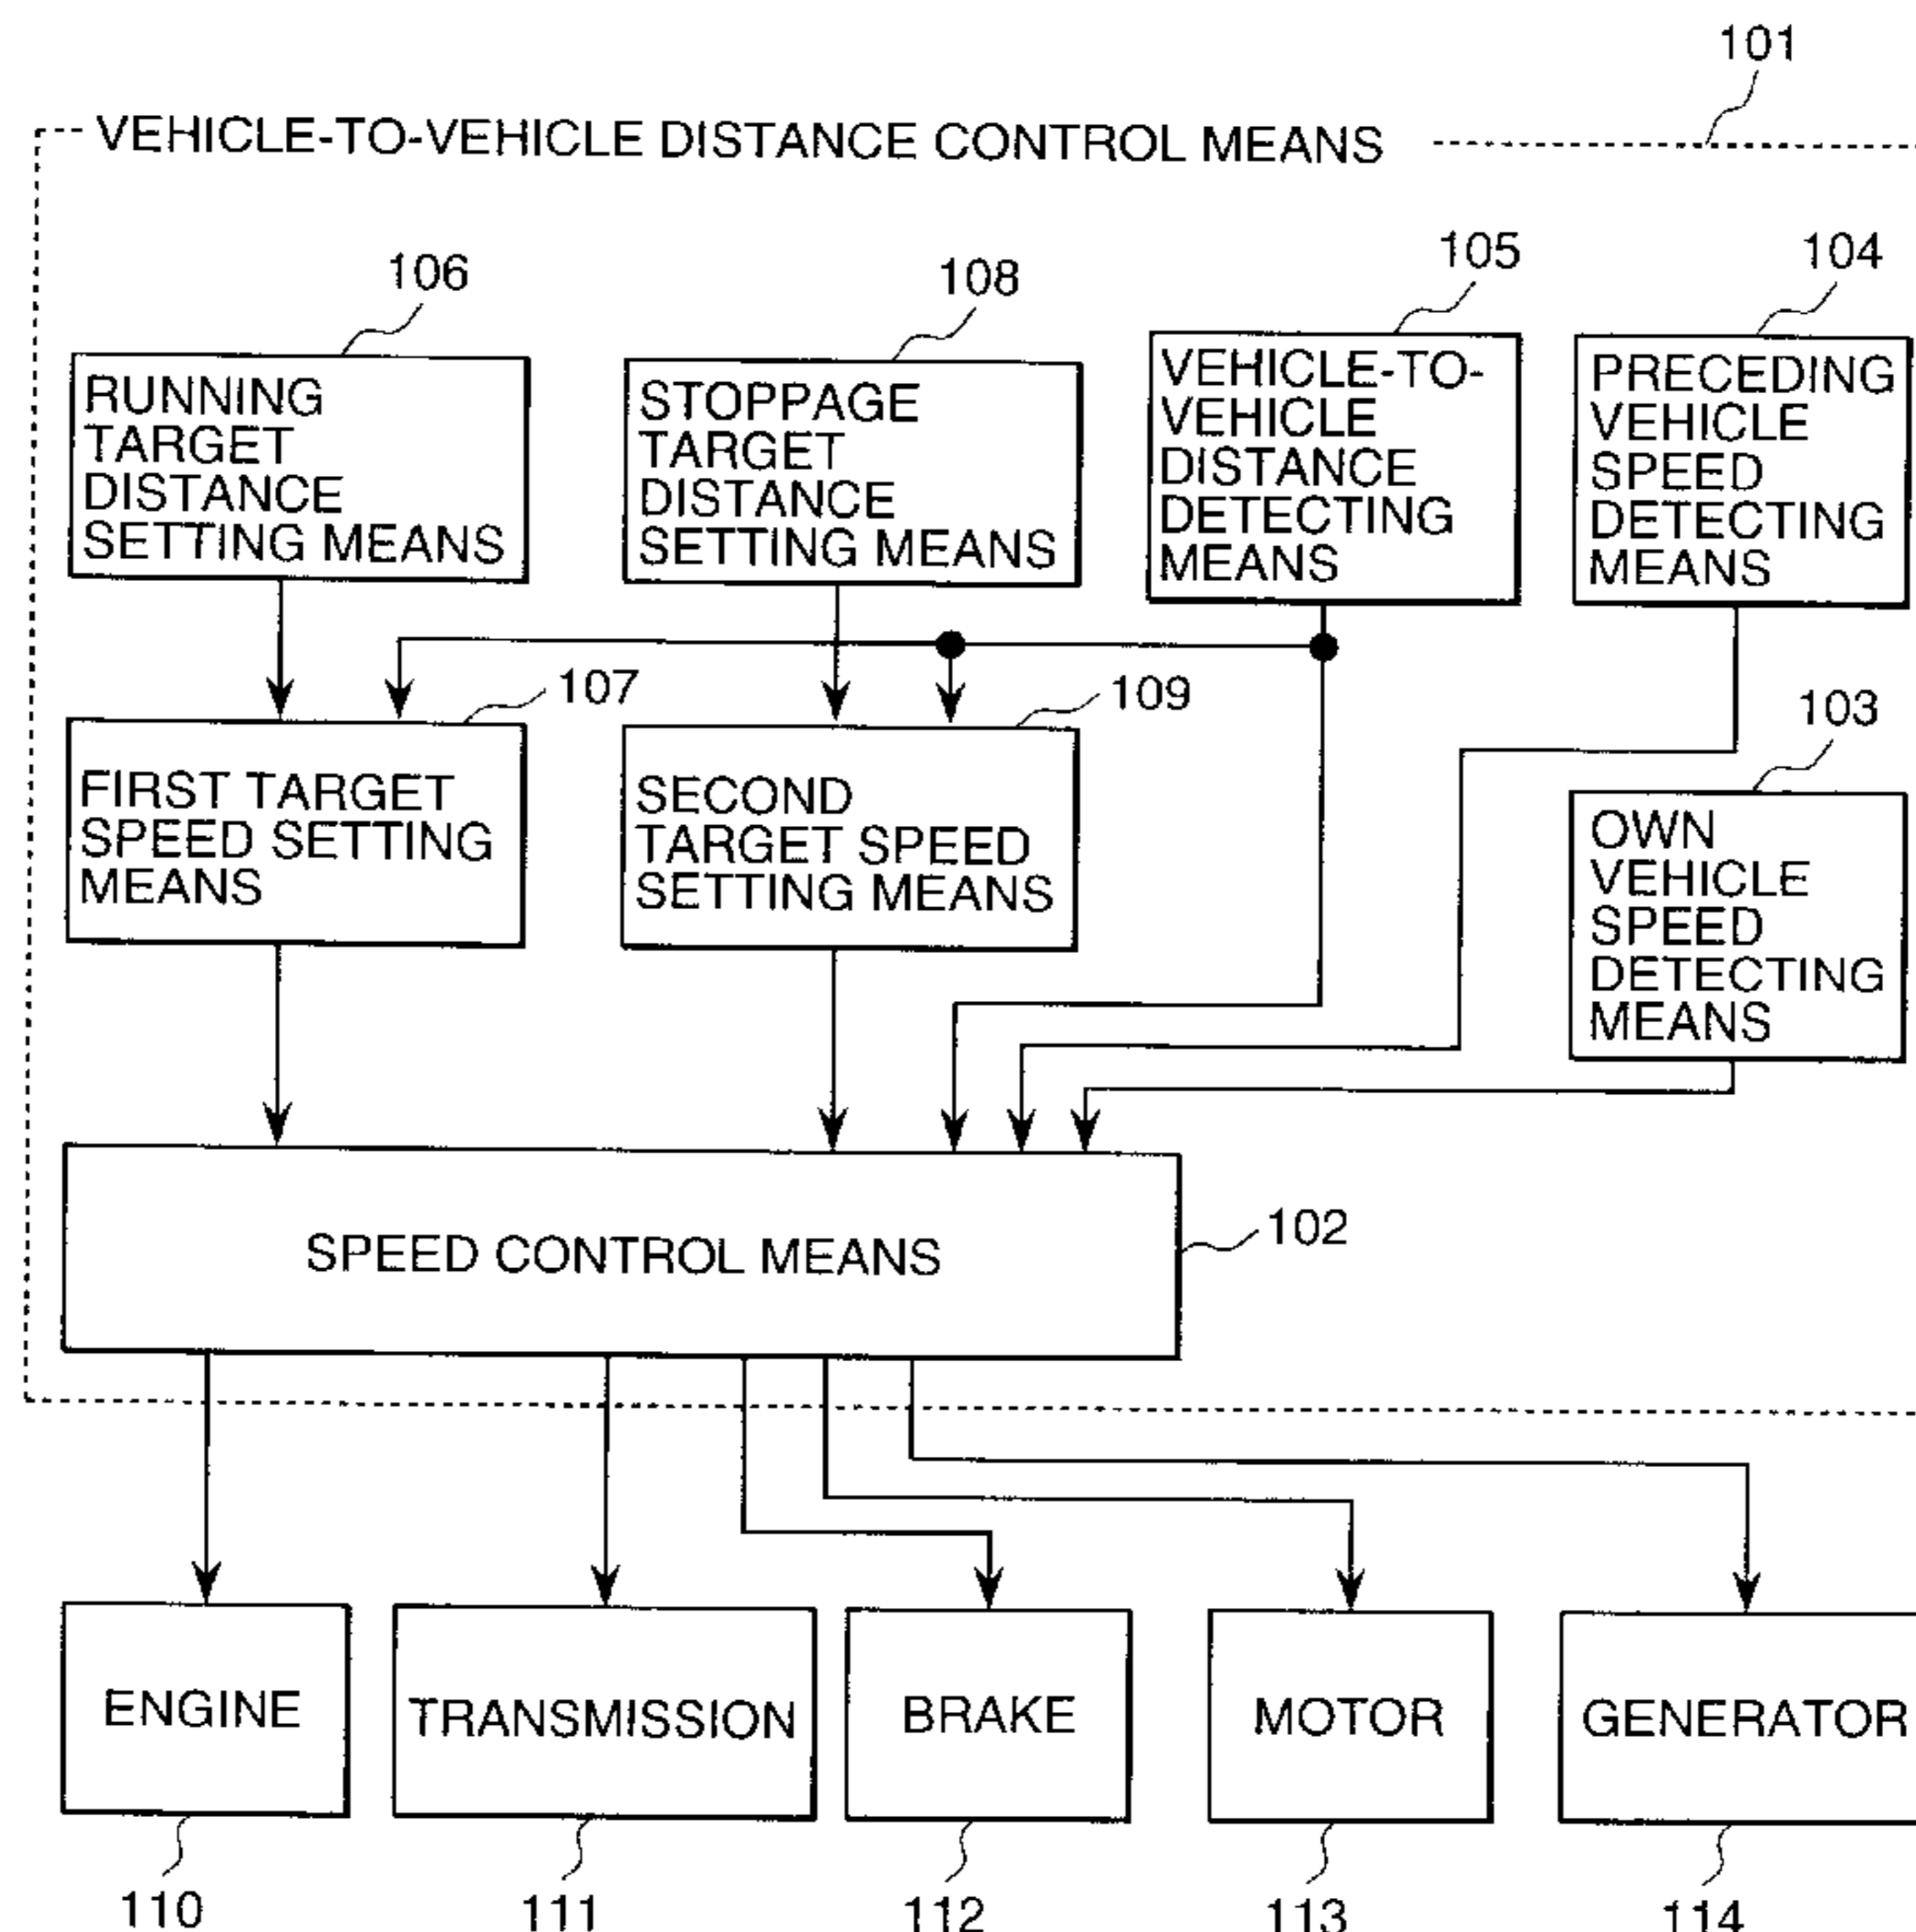 101
VEHICLE-TO-VEHICLE DISTANCE CONTROL MEANS
106
108
105
104
RUNNING
TARGET
DISTANCE
SETTING MEANS
STOPPAGE
TARGET
DISTANCE
SETTING MEANS
VEHICLE-TO-
VEHICLE
DISTANCE
DETECTING
MEANS
PRECEDING
VEHICLE
SPEED
DETECTING
MEANS
107
109
103
FIRST TARGET
SPEED SETTING
MEANS
SECOND
TARGET SPEED
SETTING MEANS
OWN
VEHICLE
SPEED
DETECTING
MEANS
SPEED CONTROL MEANS
102
ENGINE
TRANSMISSION
BRAKE
MOTOR
GENERATOR
110
111
112
113
114